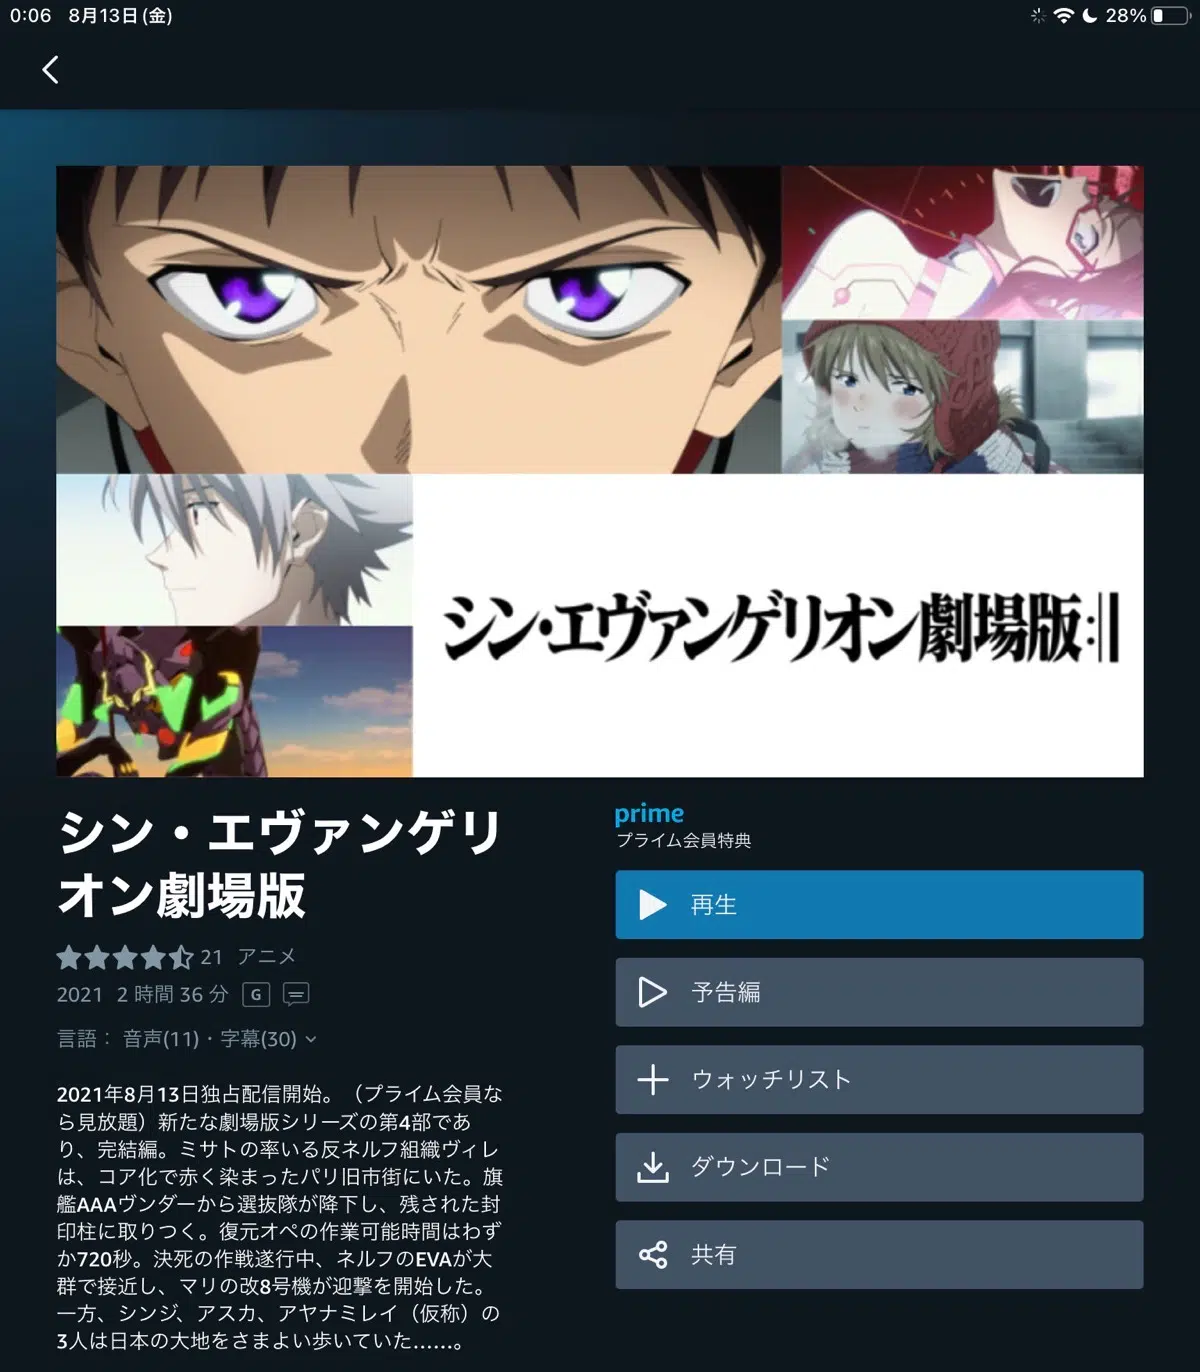 0:06 8月13日(金) 28%
シン・エヴァンゲリオン劇場版:||
シン・エヴァンゲリ
オン劇場版
21 アニメ
2021 2 時間 36 分 G
言語： 音声(11)・字幕(30)
2021年8月13日独占配信開始。（プライム会員な
ら見放題）新たな劇場版シリーズの第4部であ
り、完結編。ミサトの率いる反ネルフ組織ヴィレ
は、コア化で赤く染まったパリ旧市街にいた。旗
艦AAAヴンダーから選抜隊が降下し、残された封
印柱に取りつく。復元オペの作業可能時間はわず
か720秒。決死の作戦遂行中、ネルフのEVAが大
群で接近し、マリの改8号機が迎撃を開始した。
一方、シンジ、アスカ、アヤナミレイ（仮称）の
3人は日本の大地をさまよい歩いていた……。
prime
プライム会員特典
再生
予告編
ウォッチリスト
ダウンロード
共有